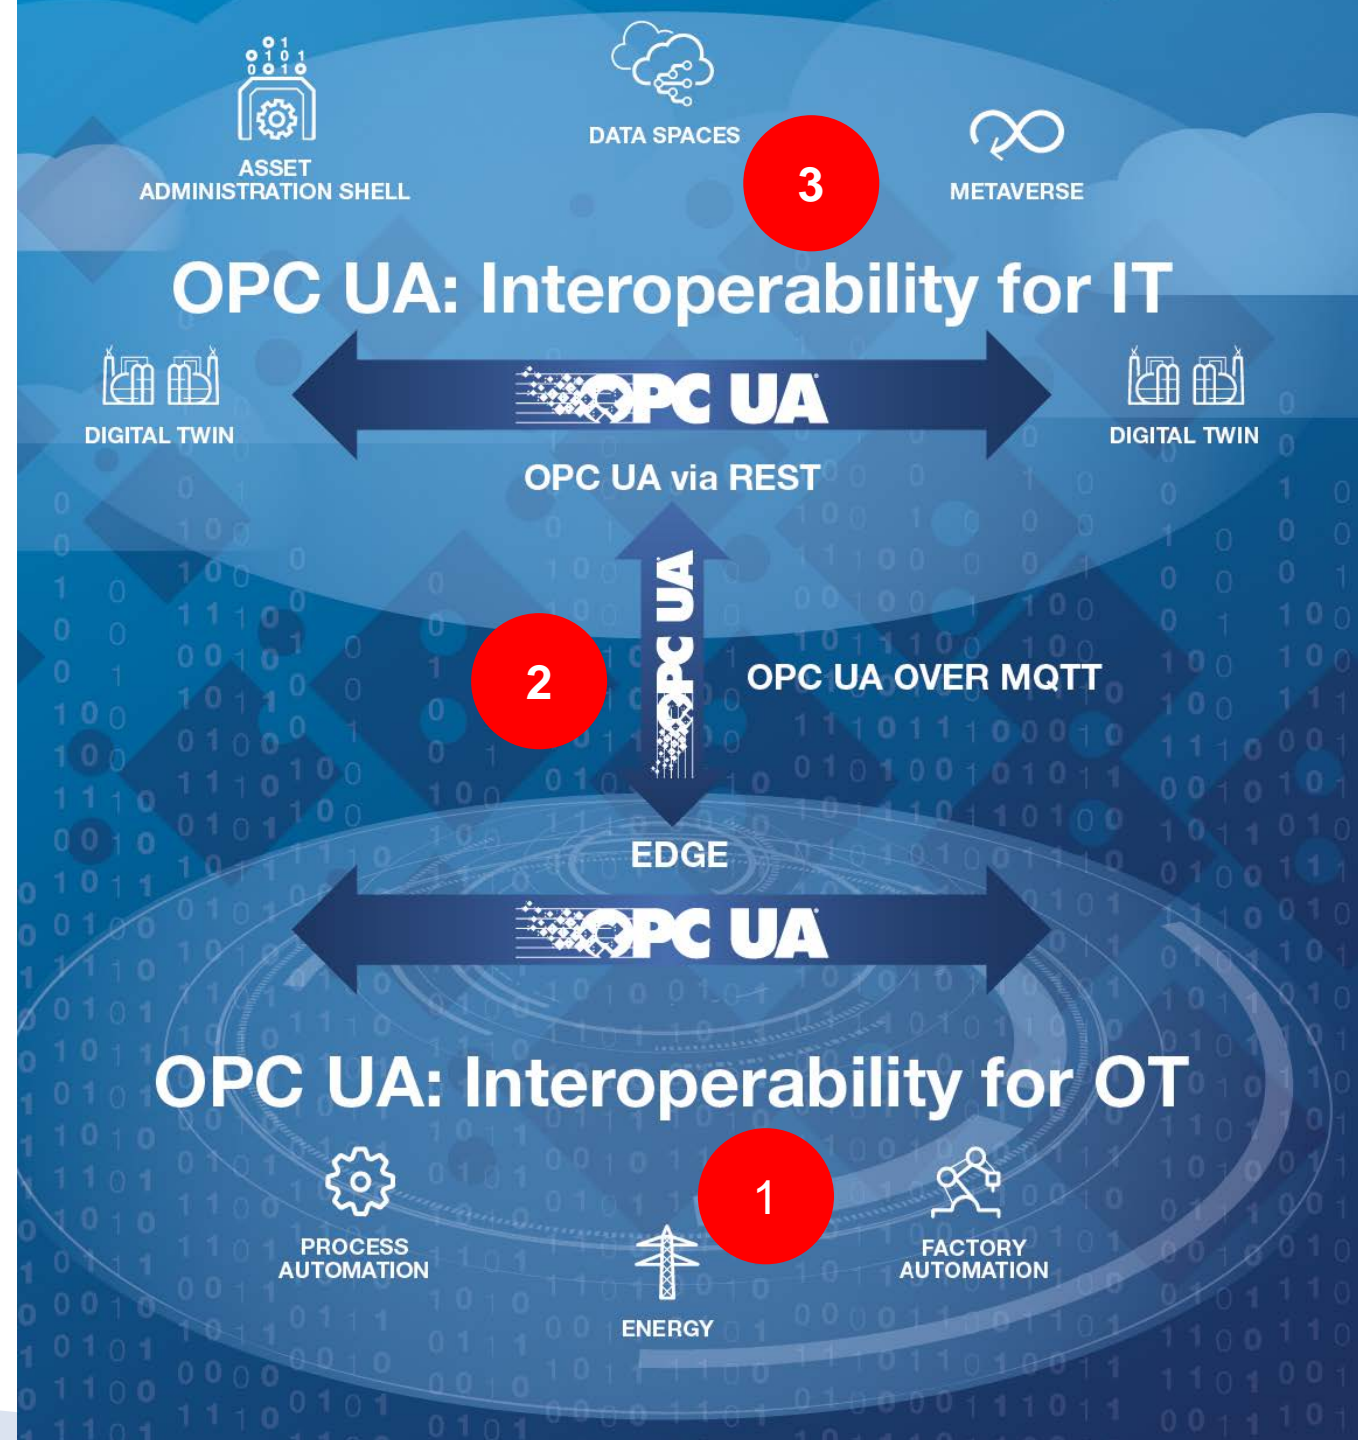 ASSET
ADMINISTRATION SHELL
DATA SPACES
METAVERSE
3
OPC UA: Interoperability for IT
DIGITAL TWIN
OPC UA
DIGITAL TWIN
OPC UA via REST
OPC UA
2
OPC UA OVER MQTT
EDGE
OPC UA
OPC UA: Interoperability for OT
1
PROCESS
AUTOMATION
ENERGY
FACTORY
AUTOMATION